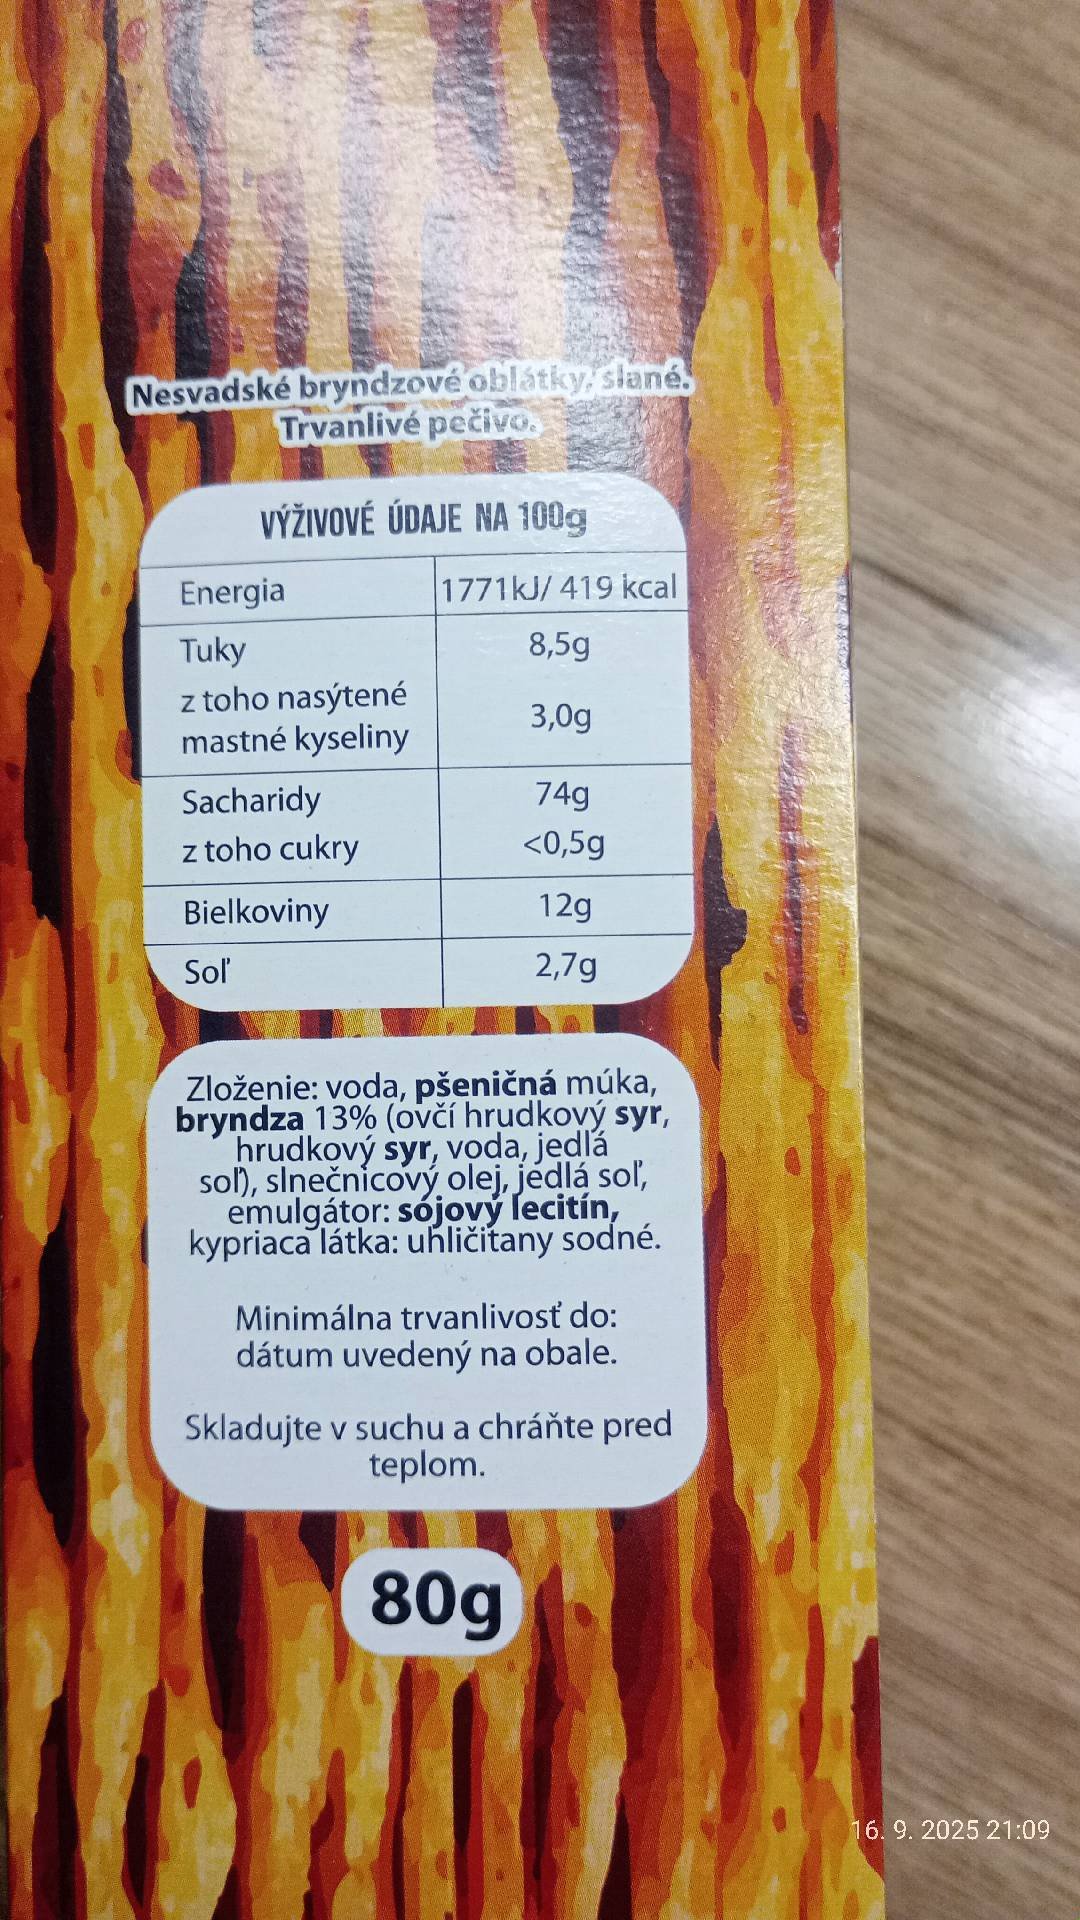 Nesvadské bryndzové oblátky, slané.
Trvanlivé pečivo.
VÝŽIVOVÉ ÚDAJE NA 100g
Energia 1771kJ/ 419 kcal
Tuky 8,5g
z toho nasýtené
mastné kyseliny 3,0g
Sacharidy 74g
z toho cukry <0,5g
Bielkoviny 12g
Soľ 2,7g
Zloženie: voda, pšeničná múka,
bryndza 13% (ovčí hrudkový syr,
hrudkový syr, voda, jedlá
soľ), slnečnicový olej, jedlá soľ,
emulgátor: sójový lecitín,
kypriaca látka: uhličitany sodné.
Minimálna trvanlivosť do:
dátum uvedený na obale.
Skladujte v suchu a chráňte pred
teplom.
80g
16. 9. 2025 21:09